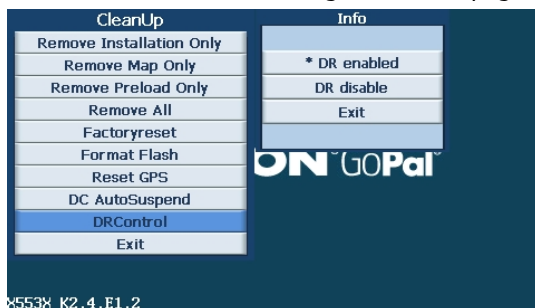 CleanUp
Remove Installation Only
Remove Map Only
Remove Preload Only
Remove All
Factoryreset
Format Flash
Reset GPS
DC AutoSuspend
DRControl
Exit
Info
* DR enabled
DR disable
Exit
ON GoPal
X553X K2.4.E1.2